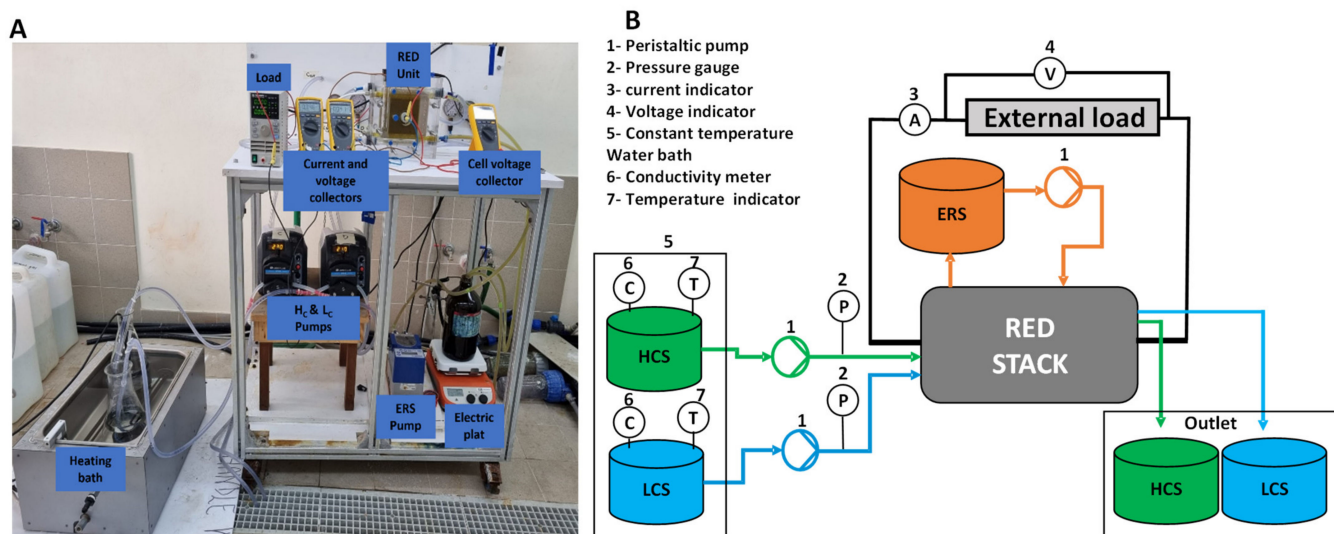 A
Load
RED
Unit
Current and
voltage
collectors
Cell voltage
collector
H_C & L_C
Pumps
ERS
Pump
Electric
plat
Heating
bath
B
1- Peristaltic pump
2- Pressure gauge
3- current indicator
4- Voltage indicator
5- Constant temperature
Water bath
6- Conductivity meter
7- Temperature indicator
4
V
3
A
External load
1
ERS
5
6
7
C
T
HCS
2
P
1
RED
STACK
6
7
C
T
LCS
2
P
1
Outlet
HCS
LCS